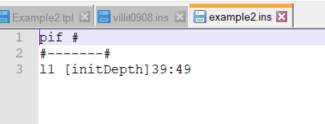 Example2.tpl villit0908.ins example2.ins
1 pif #
2 #-------#
3 l1 [initDepth]39:49